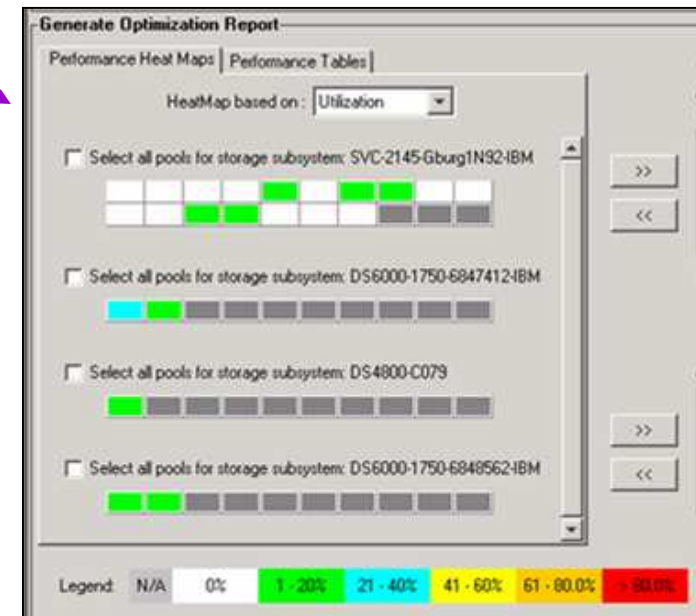 Generate Optimization Report
Performance Heat Maps Performance Tables
HeatMap based on : Utilization
Select all pools for storage subsystem: SVC-2145-Gburg1N92-IBM
>>
<<
Select all pools for storage subsystem: DS6000-1750-6847412-IBM
Select all pools for storage subsystem: DS4800-C079
>>
<<
Select all pools for storage subsystem: DS6000-1750-6848562-IBM
Legend: N/A 0% 1 - 20% 21 - 40% 41 - 60% 61 - 80.0% > 80.0%